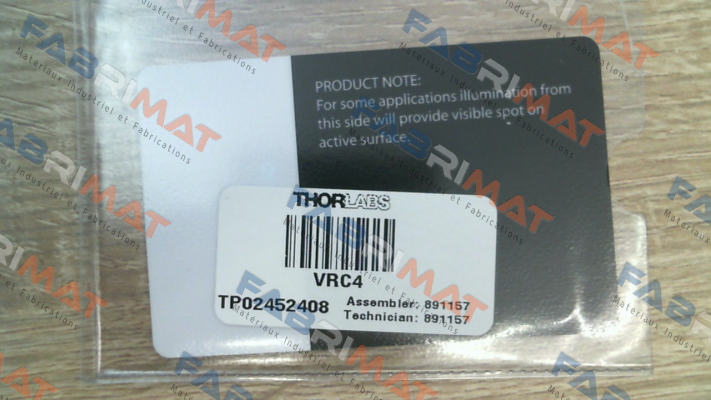 PRODUCT NOTE:
For some applications illumination from
this side will provide visible spot on
active surface.
THORLABS
VRC4
TP02452408
Assembler: 891157
Technician: 891157
FABRIMAT
Materiaux Industriel et Fabrications